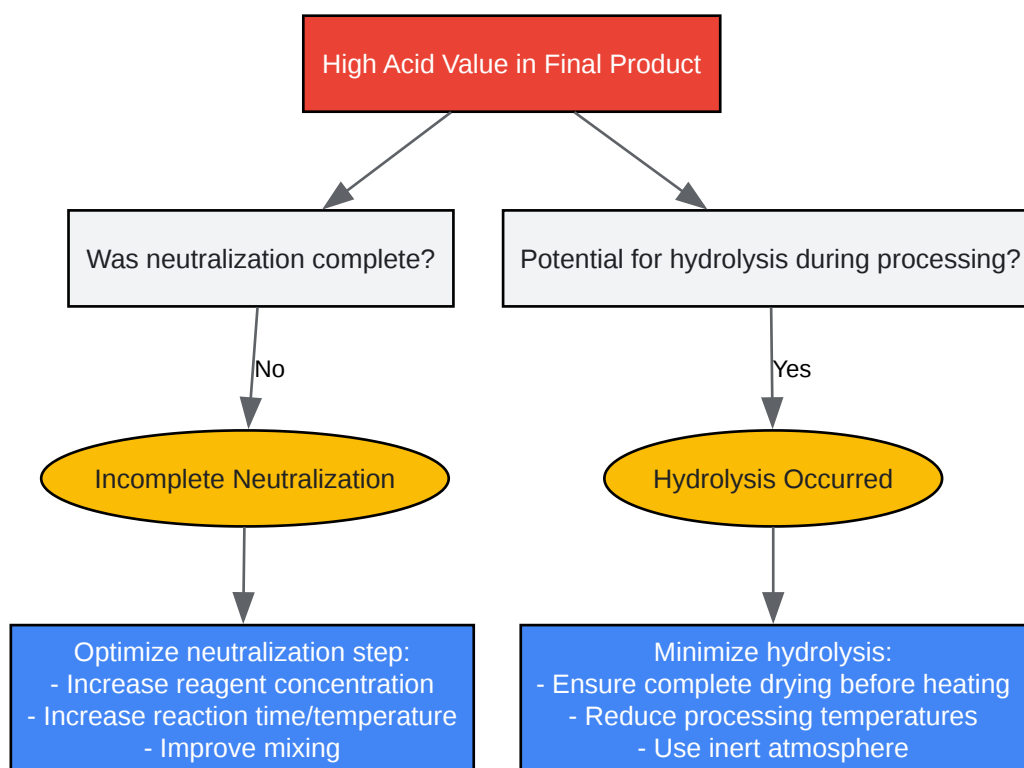 High Acid Value in Final Product
Was neutralization complete?
Potential for hydrolysis during processing?
No
Yes
Incomplete Neutralization
Hydrolysis Occurred
Optimize neutralization step:
- Increase reagent concentration
- Increase reaction time/temperature
- Improve mixing
Minimize hydrolysis:
- Ensure complete drying before heating
- Reduce processing temperatures
- Use inert atmosphere